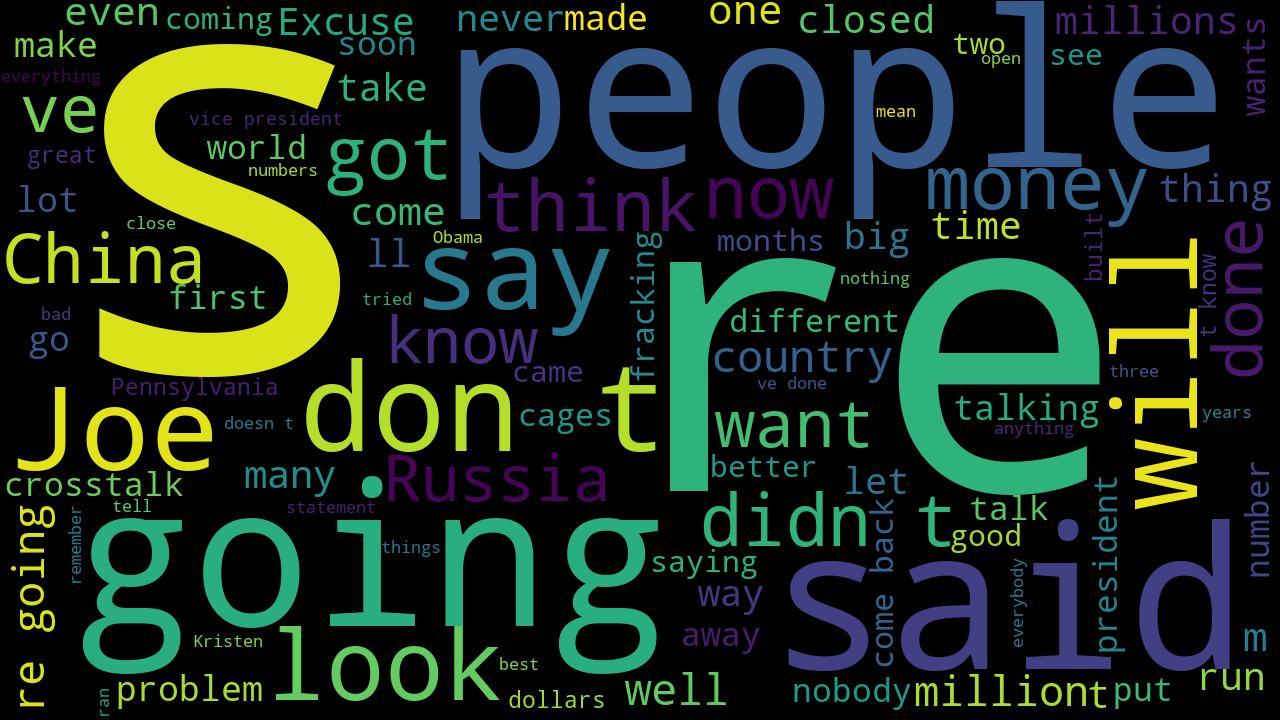 even
coming
Excuse
never
made
one
closed
millions
make
soon
two
see
open
wants
everything
take
ve
s
people
mean
vice president
great
world
numbers
got
lot
come
think
now
money
thing
close
China
first
ll
Obama
say
months
big
time
built
tried
nothing
t know
done
bad
go
know
fracking
re
different
will
Pennsylvania
came
country
ve done
three
Joe
don t
doesn t
cages
want
talking
anything
years
crosstalk
many
Russia
better
let
tell
statement
didn t
talk
good
number
re going
remember
going
things
saying
come back
said
president
everybody
way
away
m
Kristen
look
best
problem
dollars
well
nobody
million
t
put
run
ran